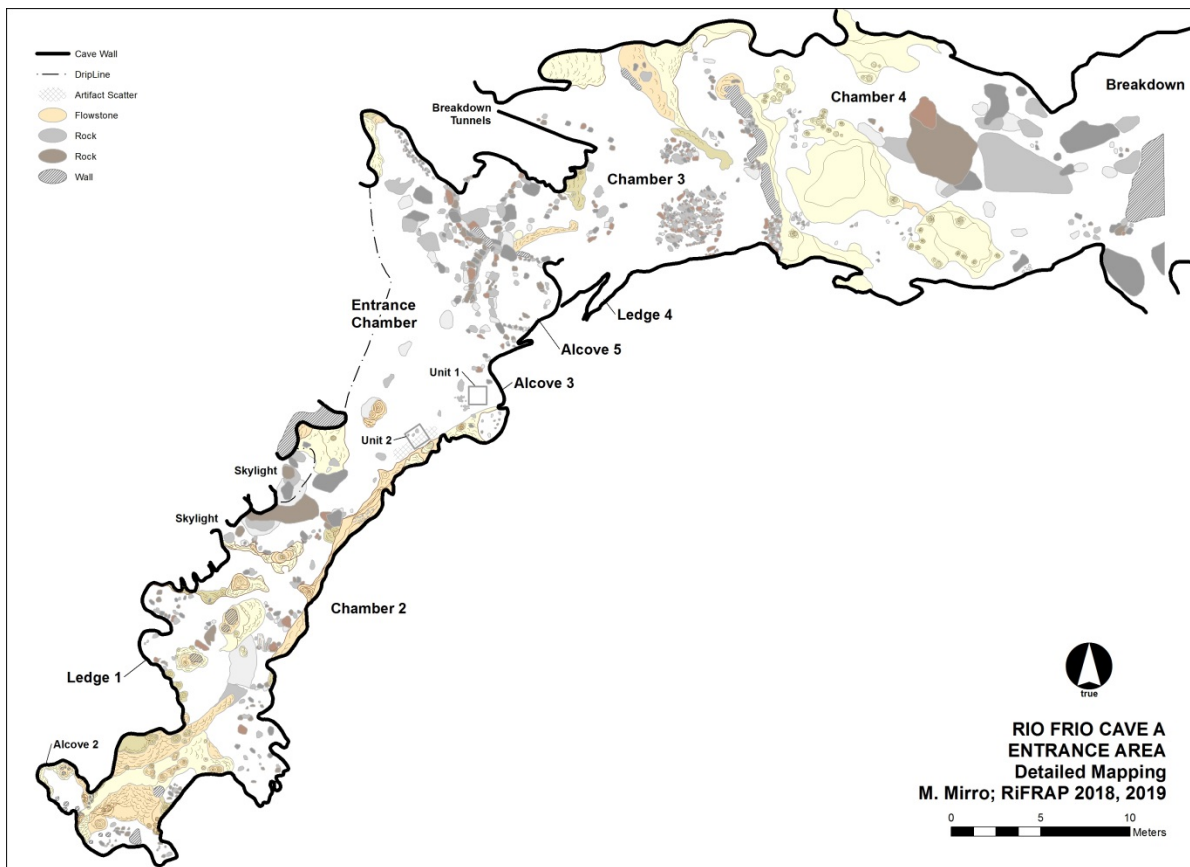 Cave Wall
DripLine
Artifact Scatter
Flowstone
Rock
Rock
Wall
Breakdown
Tunnels
Chamber 3
Chamber 4
Breakdown
Entrance
Chamber
Ledge 4
Alcove 5
Unit 1
Alcove 3
Unit 2
Skylight
Skylight
Chamber 2
Ledge 1
Alcove 2
true
RIO FRIO CAVE A
ENTRANCE AREA
Detailed Mapping
M. Mirro; RiFRAP 2018, 2019
0 5 10
Meters